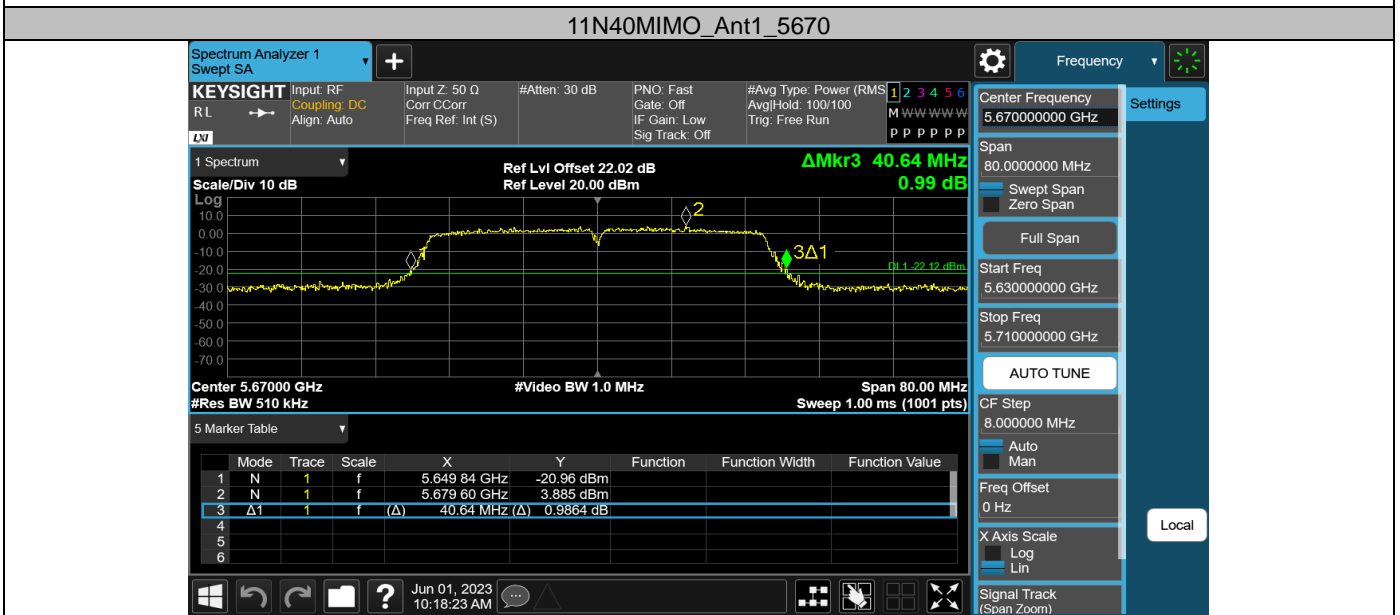 11N40MIMO_Ant1_5670
Spectrum Analyzer 1
Swept SA
+
Frequency
KEYSIGHT
RL
LXI
Input: RF
Coupling: DC
Align: Auto
Input Z: 50 Ω
Corr CCorr
Freq Ref: Int (S)
#Atten: 30 dB
PNO: Fast
Gate: Off
IF Gain: Low
Sig Track: Off
#Avg Type: Power (RMS
Avg|Hold: 100/100
Trig: Free Run
1 2 3 4 5 6
M W W W W W
P P P P P P
1 Spectrum
Scale/Div 10 dB
Ref Lvl Offset 22.02 dB
Ref Level 20.00 dBm
ΔMkr3 40.64 MHz
0.99 dB
Log
10.0
0.00
-10.0
-20.0
-30.0
-40.0
-50.0
-60.0
-70.0
1
2
3Δ1
DL1 -22.12 dBm
Center 5.67000 GHz
#Video BW 1.0 MHz
Span 80.00 MHz
#Res BW 510 kHz
Sweep 1.00 ms (1001 pts)
5 Marker Table
Mode Trace Scale X Y Function Function Width Function Value
1 N 1 f 5.649 84 GHz -20.96 dBm
2 N 1 f 5.679 60 GHz 3.885 dBm
3 Δ1 1 f (Δ) 40.64 MHz (Δ) 0.9864 dB
4
5
6
Center Frequency
5.670000000 GHz
Settings
Span
80.0000000 MHz
Swept Span
Zero Span
Full Span
Start Freq
5.630000000 GHz
Stop Freq
5.710000000 GHz
AUTO TUNE
CF Step
8.000000 MHz
Auto
Man
Freq Offset
0 Hz
X Axis Scale
Log
Lin
Signal Track
(Span Zoom)
Local
?
Jun 01, 2023
10:18:23 AM